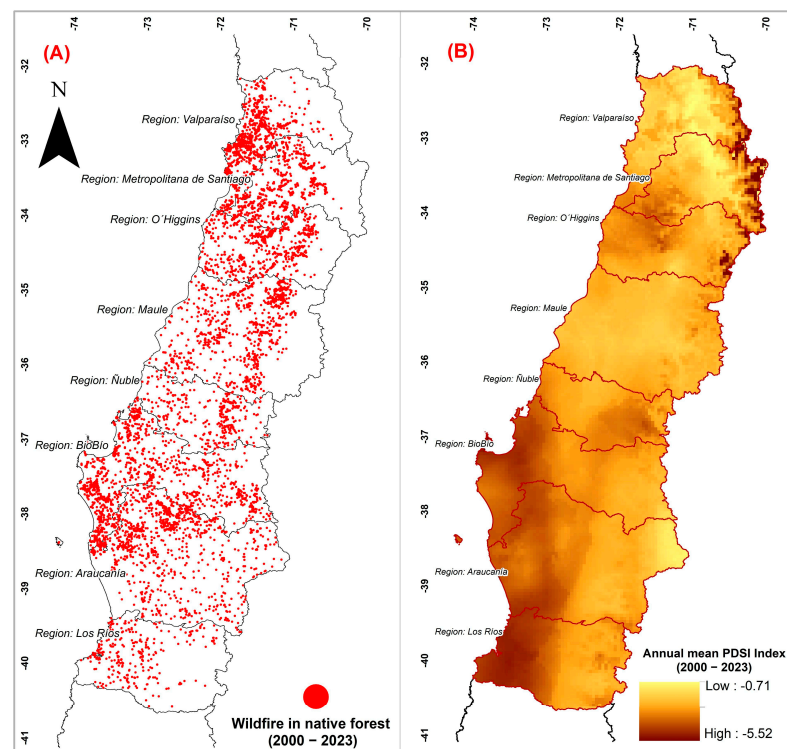 -74
-73
-72
-71
-70
-32
-33
-34
-35
-36
-37
-38
-39
-40
-41
(A)
N
Region: Valparaíso
Region: Metropolitana de Santiago
Region: O´Higgins
Region: Maule
Region: Ñuble
Region: BioBío
Region: Araucanía
Region: Los Ríos
Wildfire in native forest
(2000 – 2023)
-74
-73
-72
-71
-70
-32
-33
-34
-35
-36
-37
-38
-39
-40
-41
(B)
Region: Valparaíso
Region: Metropolitana de Santiago
Region: O´Higgins
Region: Maule
Region: Ñuble
Region: BioBío
Region: Araucanía
Region: Los Ríos
Annual mean PDSI Index
(2000 – 2023)
Low : -0.71
High : -5.52